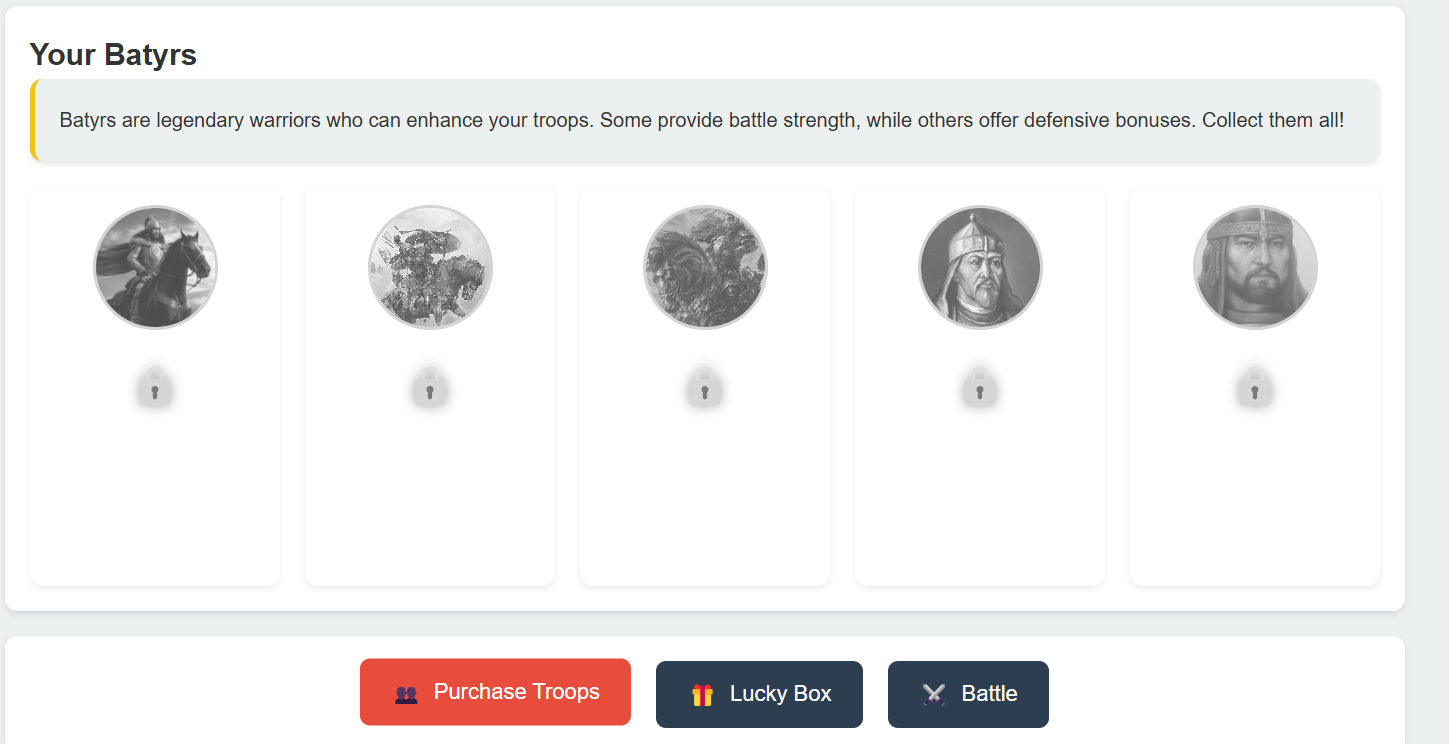 Your Batyrs
Batyrs are legendary warriors who can enhance your troops. Some provide battle strength, while others offer defensive bonuses. Collect them all!
Purchase Troops
Lucky Box
Battle